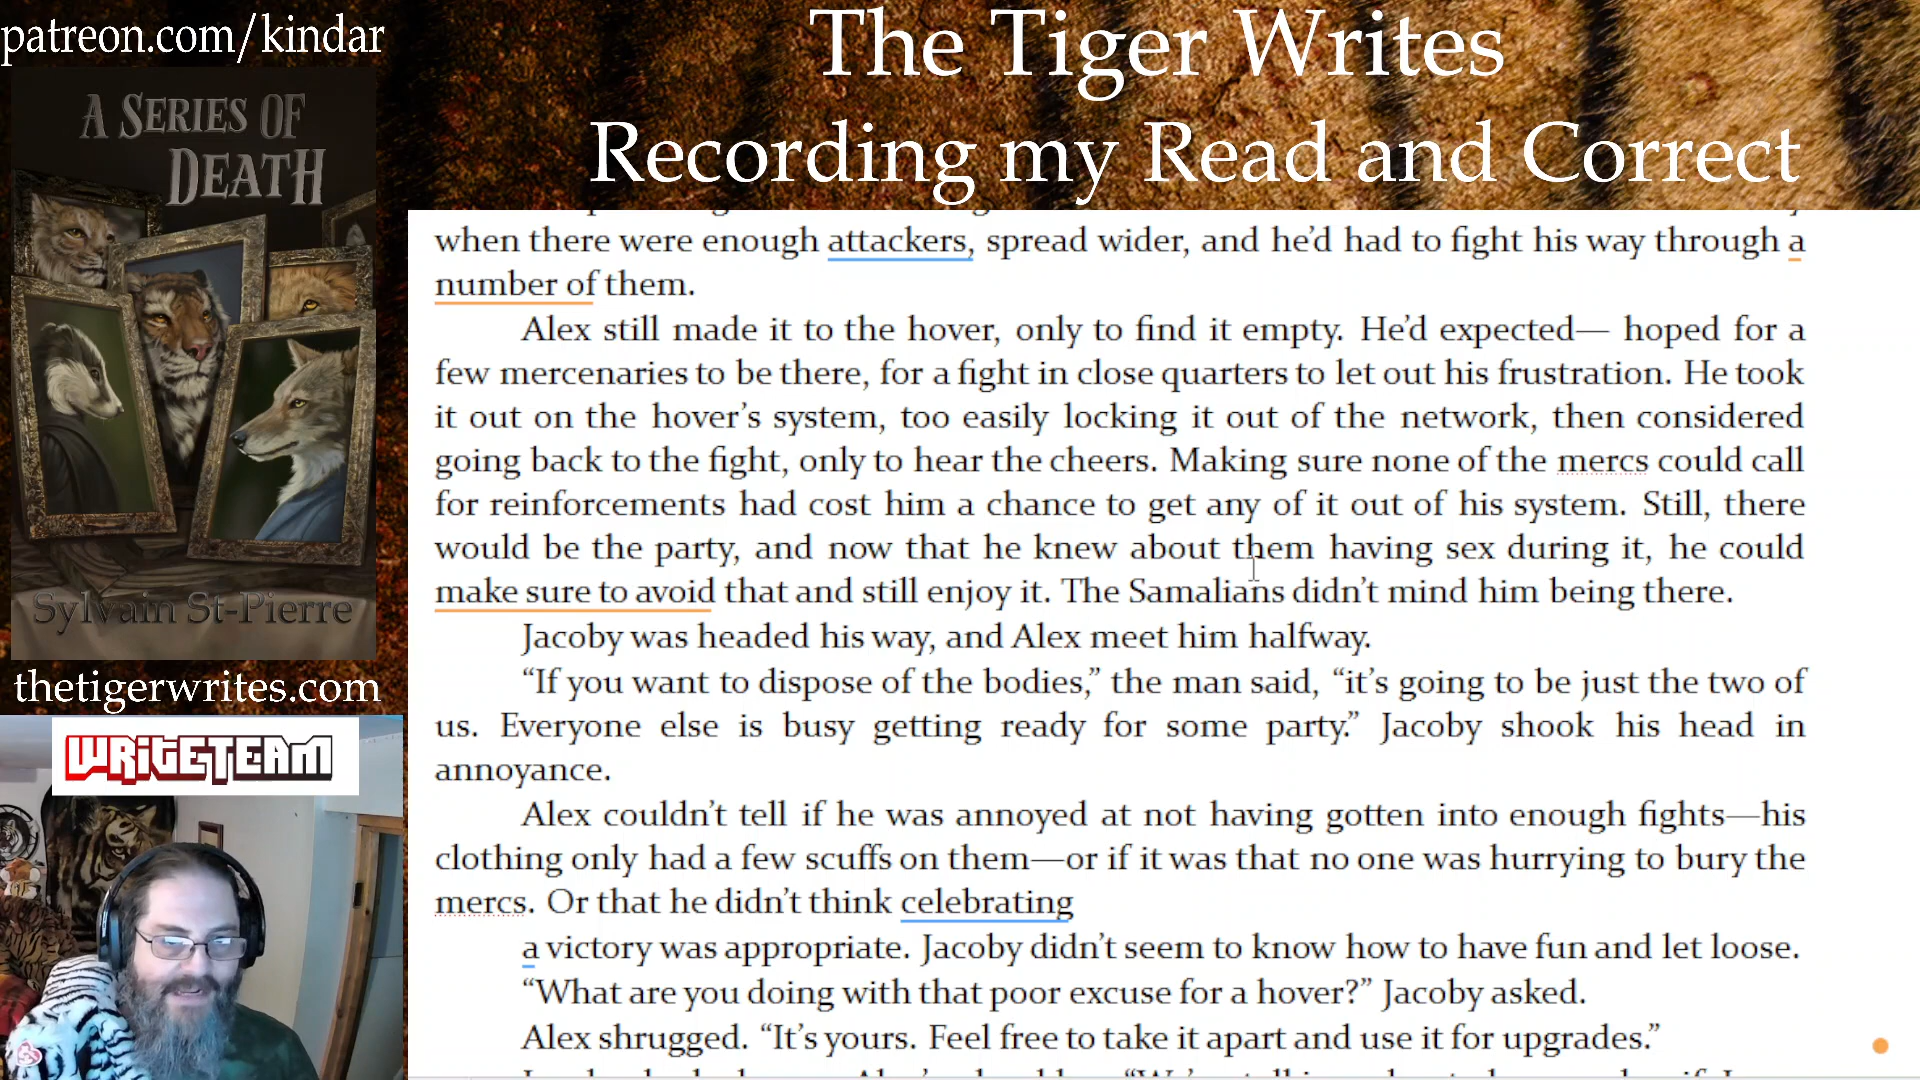 patreon.com/kindar
A SERIES OF
DEATH
Sylvain St-Pierre
thetigerwrites.com
WRITETEAM
The Tiger Writes
Recording my Read and Correct
when there were enough attackers, spread wider, and he’d had to fight his way through a
number of them.
Alex still made it to the hover, only to find it empty. He’d expected— hoped for a
few mercenaries to be there, for a fight in close quarters to let out his frustration. He took
it out on the hover’s system, too easily locking it out of the network, then considered
going back to the fight, only to hear the cheers. Making sure none of the mercs could call
for reinforcements had cost him a chance to get any of it out of his system. Still, there
would be the party, and now that he knew about them having sex during it, he could
make sure to avoid that and still enjoy it. The Samalians didn’t mind him being there.
Jacoby was headed his way, and Alex meet him halfway.
“If you want to dispose of the bodies,” the man said, “it’s going to be just the two of
us. Everyone else is busy getting ready for some party.” Jacoby shook his head in
annoyance.
Alex couldn’t tell if he was annoyed at not having gotten into enough fights—his
clothing only had a few scuffs on them—or if it was that no one was hurrying to bury the
mercs. Or that he didn’t think celebrating
a victory was appropriate. Jacoby didn’t seem to know how to have fun and let loose.
“What are you doing with that poor excuse for a hover?” Jacoby asked.
Alex shrugged. “It’s yours. Feel free to take it apart and use it for upgrades.”